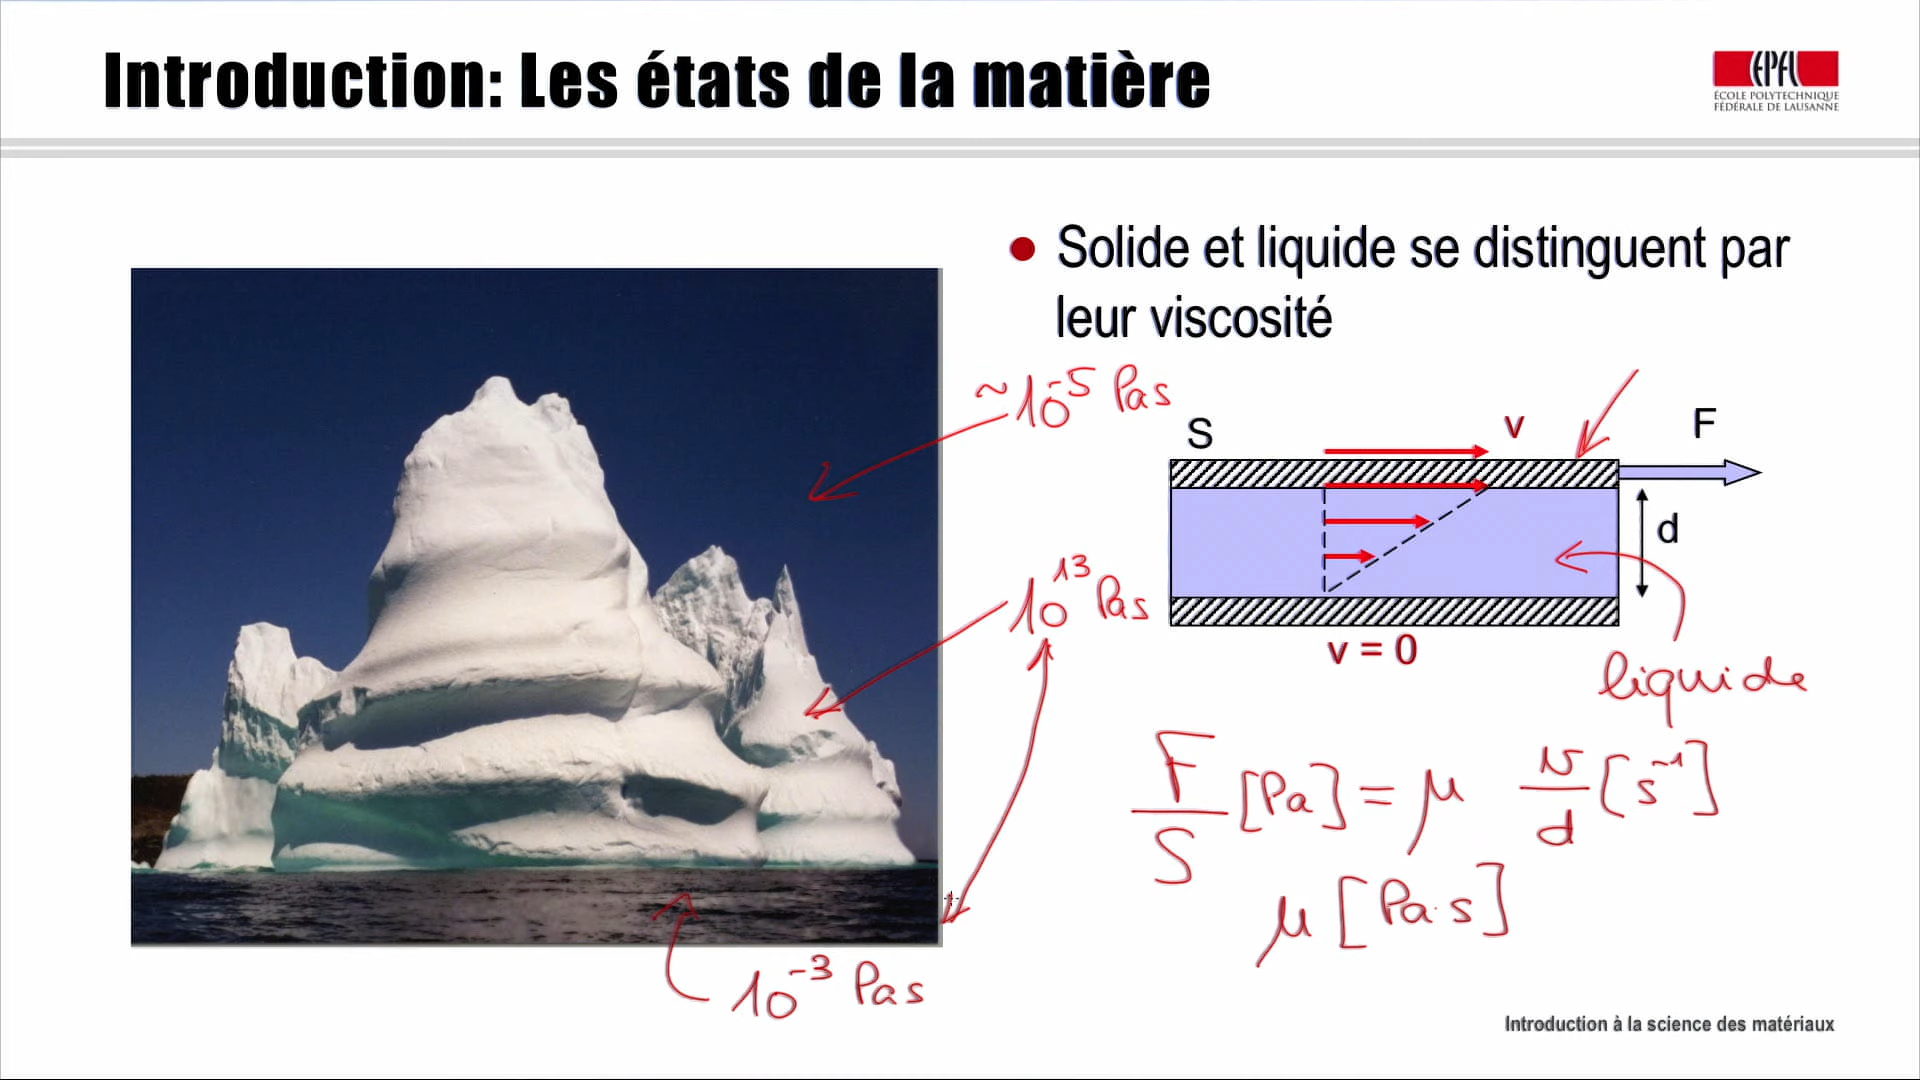 Introduction: Les états de la matière
EPFL
ÉCOLE POLYTECHNIQUE
FÉDÉRALE DE LAUSANNE
● Solide et liquide se distinguent par
leur viscosité
~10⁻⁵ Pas
S
v
F
d
10¹³ Pas
v = 0
liquide
F/S [Pa] = μ v/d [s⁻¹]
μ [Pa·s]
10⁻³ Pas
Introduction à la science des matériaux